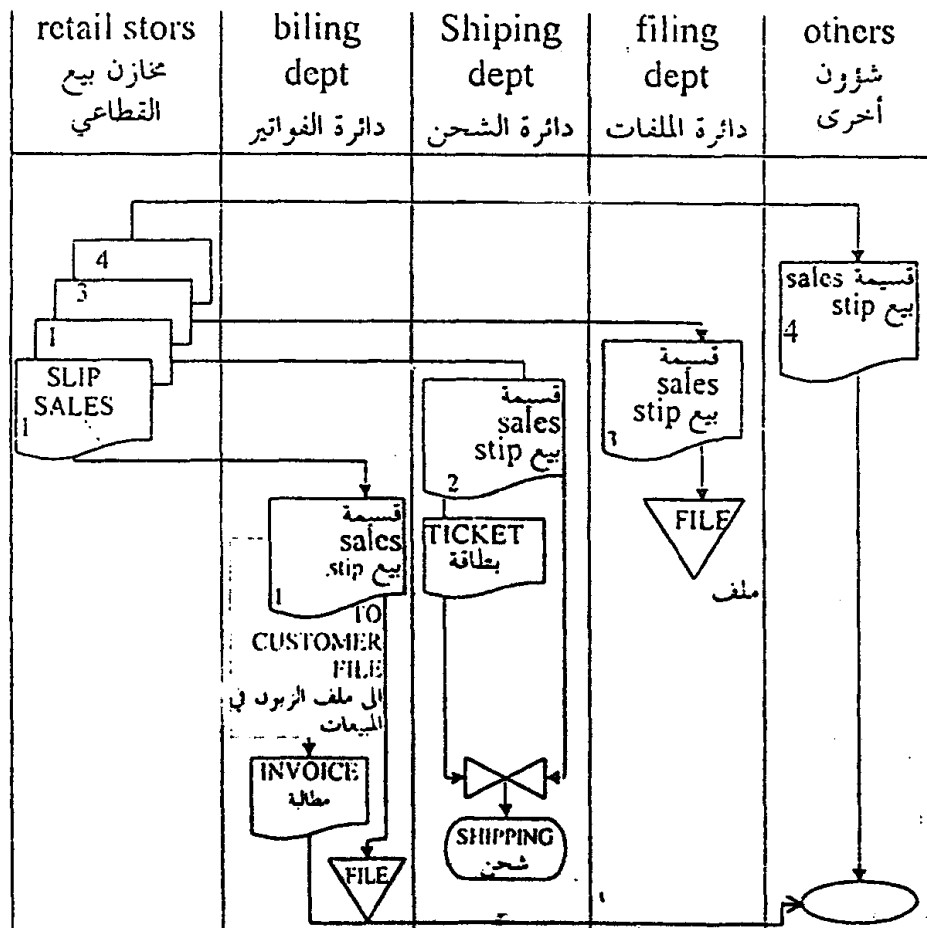 retail stors
مخازن بيع
القطاعي
biling
dept
دائرة الفواتير
Shiping
dept
دائرة الشحن
filing
dept
دائرة الملفات
others
شؤون
أخرى
4
3
1
SLIP
SALES
1
قسيمة
sales
بيع stip
1
TO
CUSTOMER
FILE
الى ملف الزبون في
المبيعات
INVOICE
مطالبة
FILE
قسيمة
sales
بيع stip
2
TICKET
بطاقة
SHIPPING
شحن
قسيمة
sales
بيع stip
3
FILE
ملف
قسيمة sales
بيع stip
4